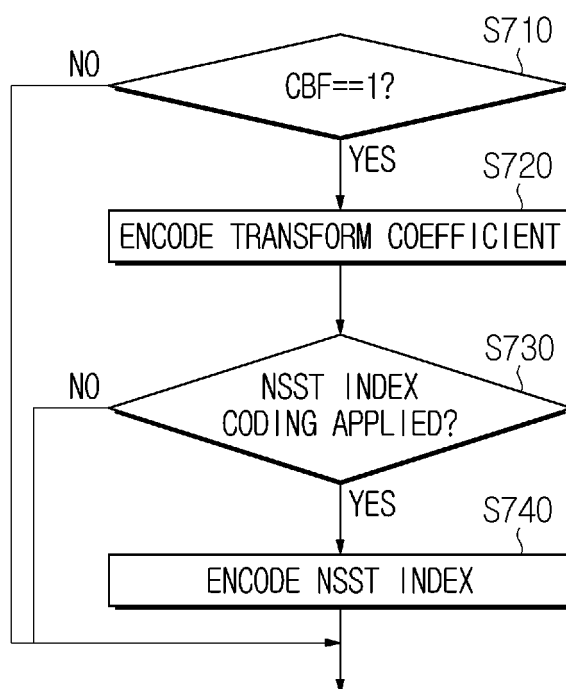 S710
NO
CBF==1?
YES
S720
ENCODE TRANSFORM COEFFICIENT
S730
NO
NSST INDEX
CODING APPLIED?
YES
S740
ENCODE NSST INDEX